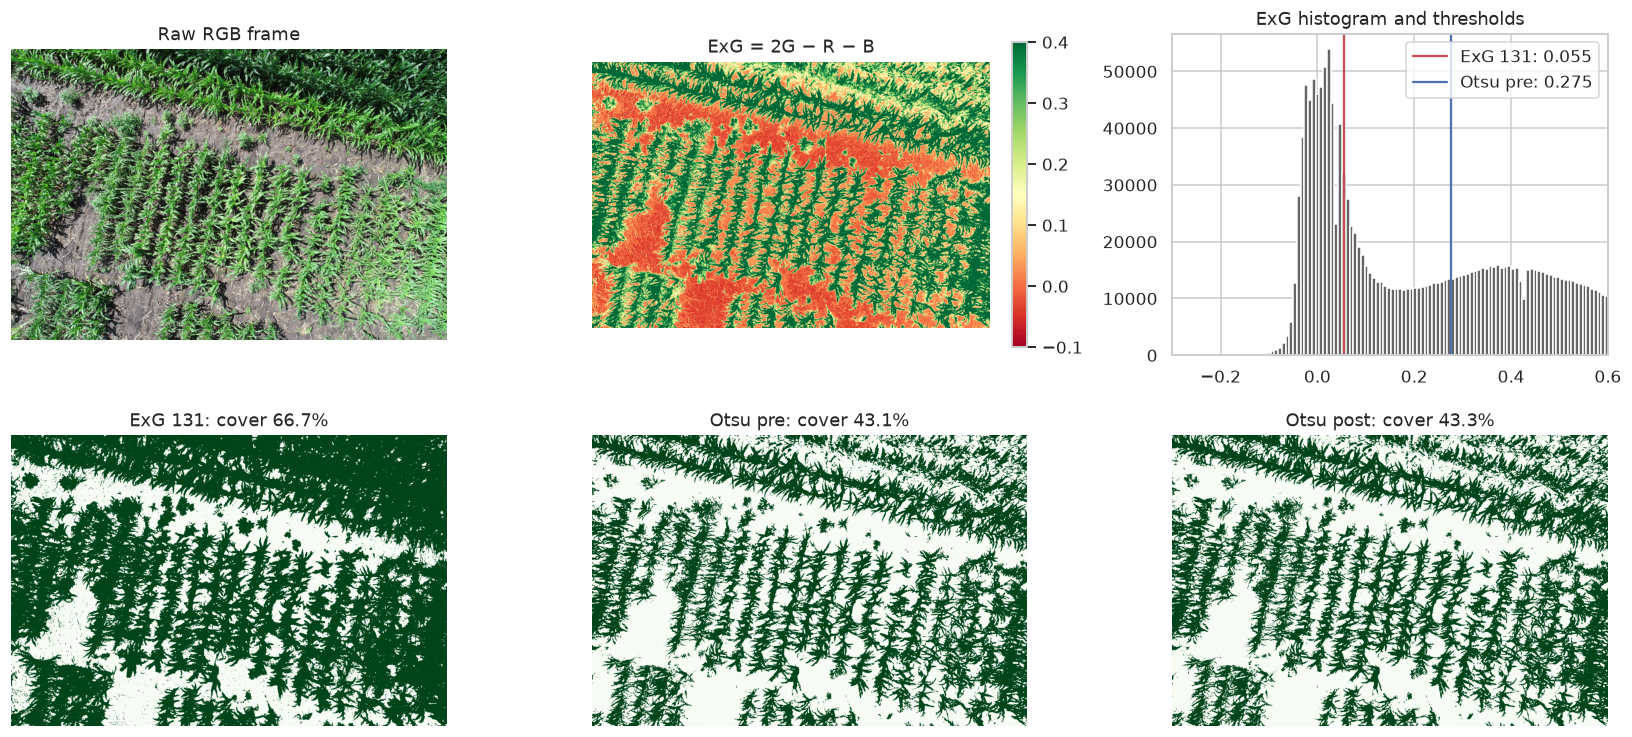 Raw RGB frame
ExG = 2G − R − B
0.4
0.3
0.2
0.1
0.0
−0.1
ExG histogram and thresholds
ExG 131: 0.055
Otsu pre: 0.275
50000
40000
30000
20000
10000
0
−0.2 0.0 0.2 0.4 0.6
ExG 131: cover 66.7%
Otsu pre: cover 43.1%
Otsu post: cover 43.3%